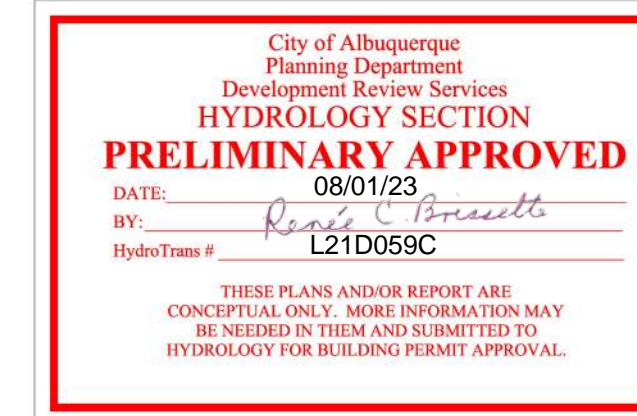 City of Albuquerque
Planning Department
Development Review Services
HYDROLOGY SECTION
PRELIMINARY APPROVED
DATE: 08/01/23
BY: Renée C. Brissette
HydroTrans # L21D059C
THESE PLANS AND/OR REPORT ARE
CONCEPTUAL ONLY. MORE INFORMATION MAY
BE NEEDED IN THEM AND SUBMITTED TO
HYDROLOGY FOR BUILDING PERMIT APPROVAL.